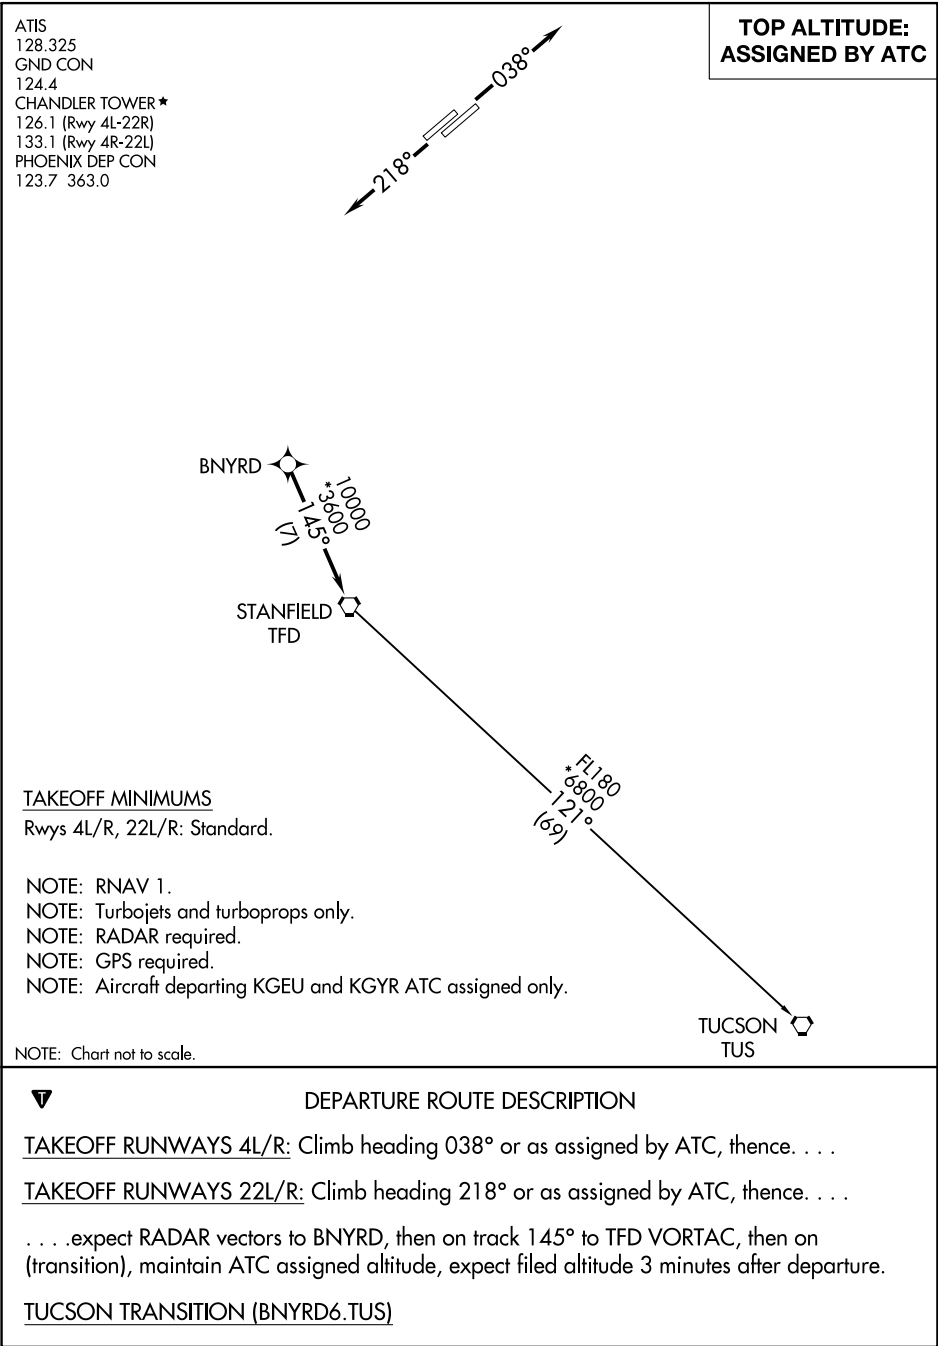 ATIS
128.325
GND CON
124.4
CHANDLER TOWER★
126.1 (Rwy 4L-22R)
133.1 (Rwy 4R-22L)
PHOENIX DEP CON
123.7 363.0
TOP ALTITUDE:
ASSIGNED BY ATC
038°
218°
BNYRD
10000
*3600
145°
(7)
STANFIELD
TFD
FL180
*6800
121°
(69)
TUCSON
TUS
TAKEOFF MINIMUMS
Rwys 4L/R, 22L/R: Standard.
NOTE: RNAV 1.
NOTE: Turbojets and turboprops only.
NOTE: RADAR required.
NOTE: GPS required.
NOTE: Aircraft departing KGEU and KGYR ATC assigned only.
NOTE: Chart not to scale.
T
DEPARTURE ROUTE DESCRIPTION
TAKEOFF RUNWAYS 4L/R: Climb heading 038° or as assigned by ATC, thence. . . .
TAKEOFF RUNWAYS 22L/R: Climb heading 218° or as assigned by ATC, thence. . . .
. . . .expect RADAR vectors to BNYRD, then on track 145° to TFD VORTAC, then on
(transition), maintain ATC assigned altitude, expect filed altitude 3 minutes after departure.
TUCSON TRANSITION (BNYRD6.TUS)